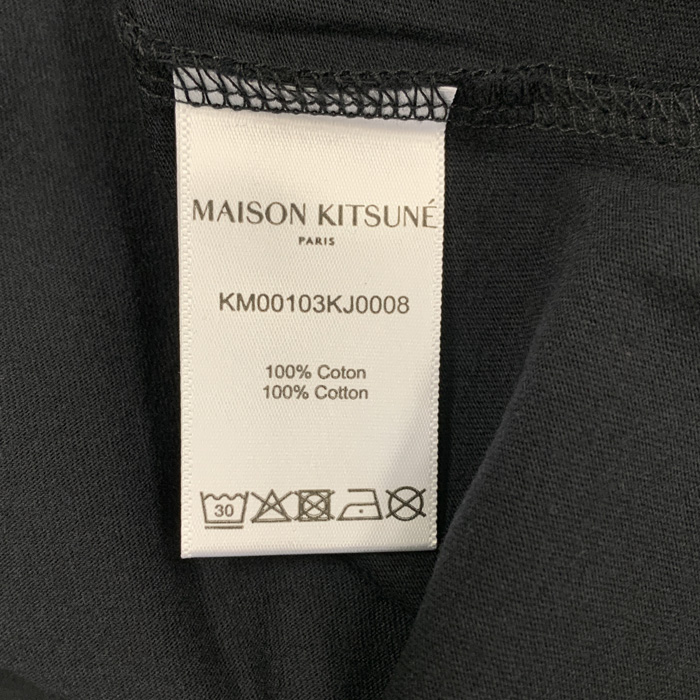 MAISON KITSUNÉ
PARIS
KM00103KJ0008
100% Coton
100% Cotton
30